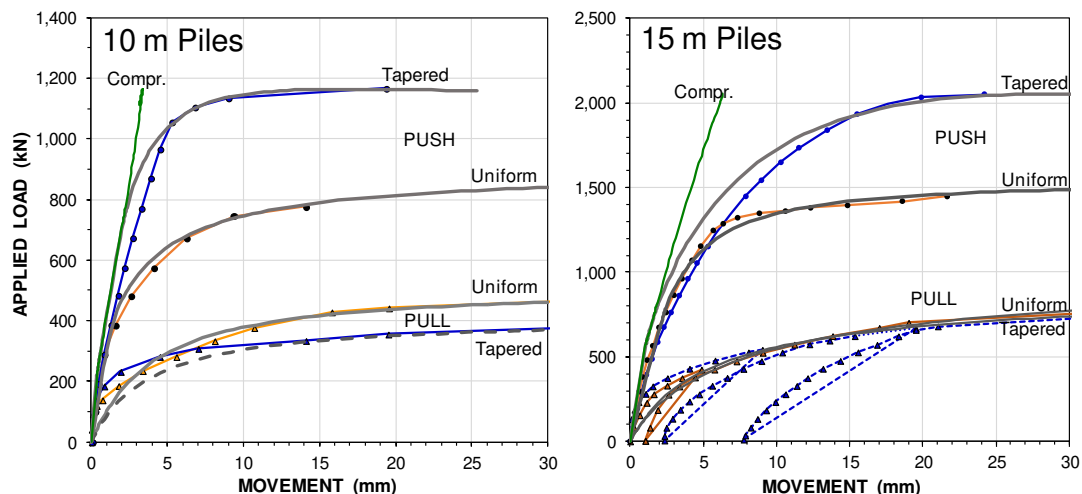 10 m Piles
1,400
1,200
1,000
800
600
400
200
0
APPLIED LOAD (kN)
Compr.
Tapered
PUSH
Uniform
Uniform
PULL
Tapered
0 5 10 15 20 25 30
MOVEMENT (mm)
15 m Piles
2,500
2,000
1,500
1,000
500
0
Compr.
Tapered
PUSH
Uniform
PULL
Uniform
Tapered
0 5 10 15 20 25 30
MOVEMENT (mm)